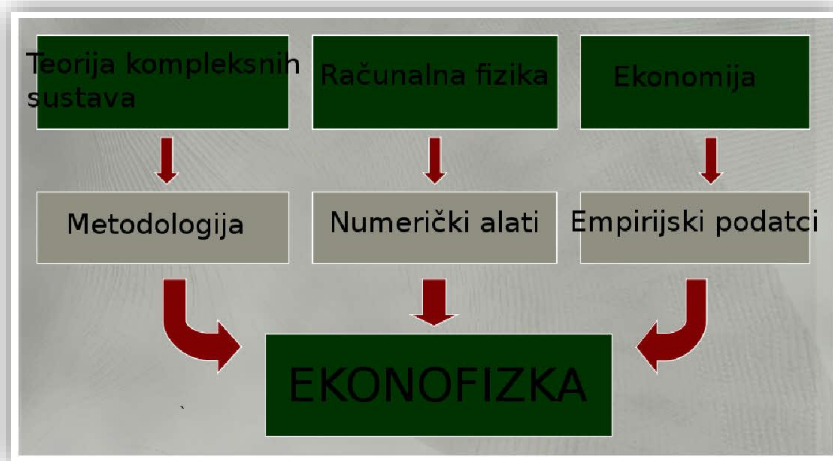 Teorija kompleksnih
sustava
Računalna fizika
Ekonomija
Metodologija
Numerički alati
Empirijski podatci
EKONOFIZKA